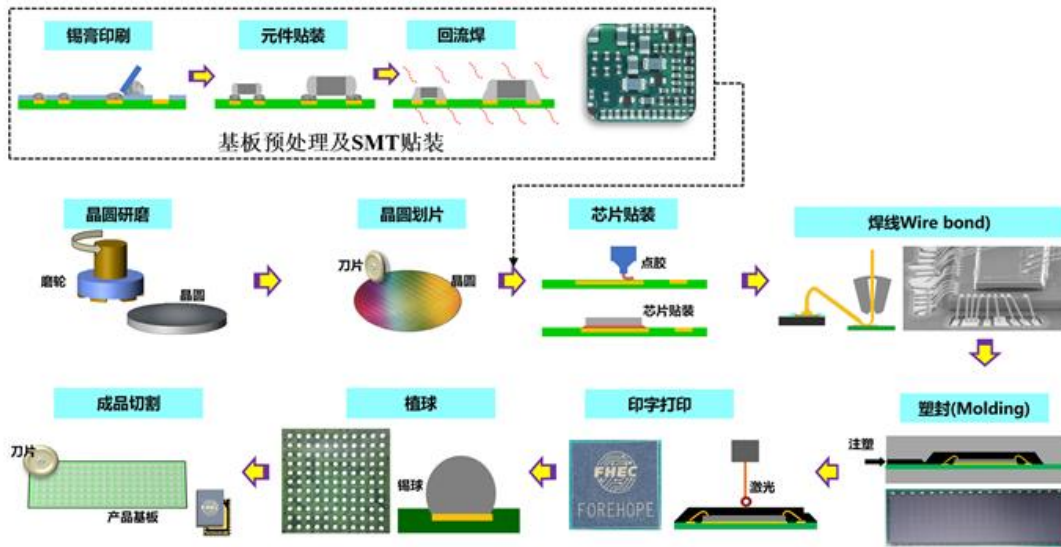 锡膏印刷
元件贴装
回流焊
基板预处理及SMT贴装
晶圆研磨
磨轮
晶圆
晶圆划片
刀片
晶圆
芯片贴装
点胶
芯片贴装
焊线Wire bond)
成品切割
刀片
产品基板
FHEC
植球
锡球
印字打印
FHEC
FOREHOPE
激光
塑封(Molding)
注塑